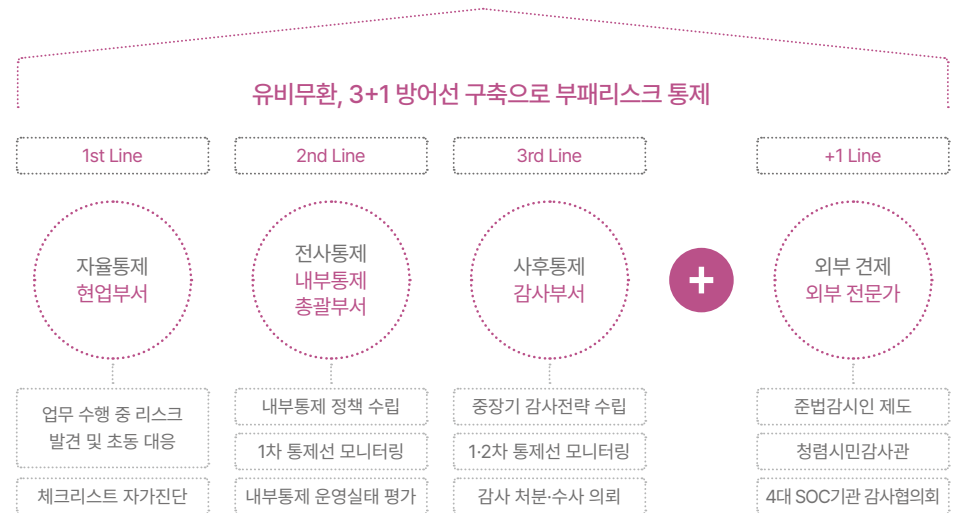 유비무환, 3+1 방어선 구축으로 부패리스크 통제
1st Line
자율통제
현업부서
업무 수행 중 리스크
발견 및 초동 대응
체크리스트 자가진단
2nd Line
전사통제
내부통제
총괄부서
내부통제 정책 수립
1차 통제선 모니터링
내부통제 운영실태 평가
3rd Line
사후통제
감사부서
중장기 감사전략 수립
1·2차 통제선 모니터링
감사 처분·수사 의뢰
+
+1 Line
외부 견제
외부 전문가
준법감시인 제도
청렴시민감사관
4대 SOC기관 감사협의회